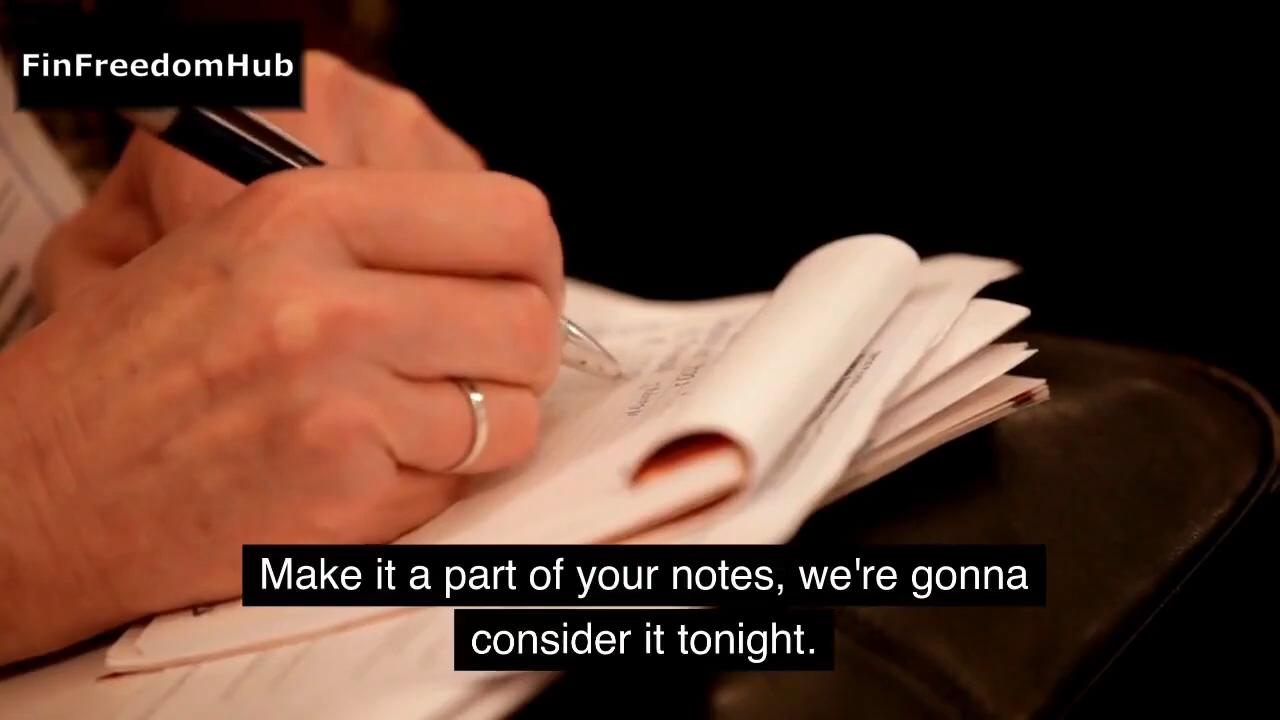 FinFreedomHub
Make it a part of your notes, we're gonna
consider it tonight.